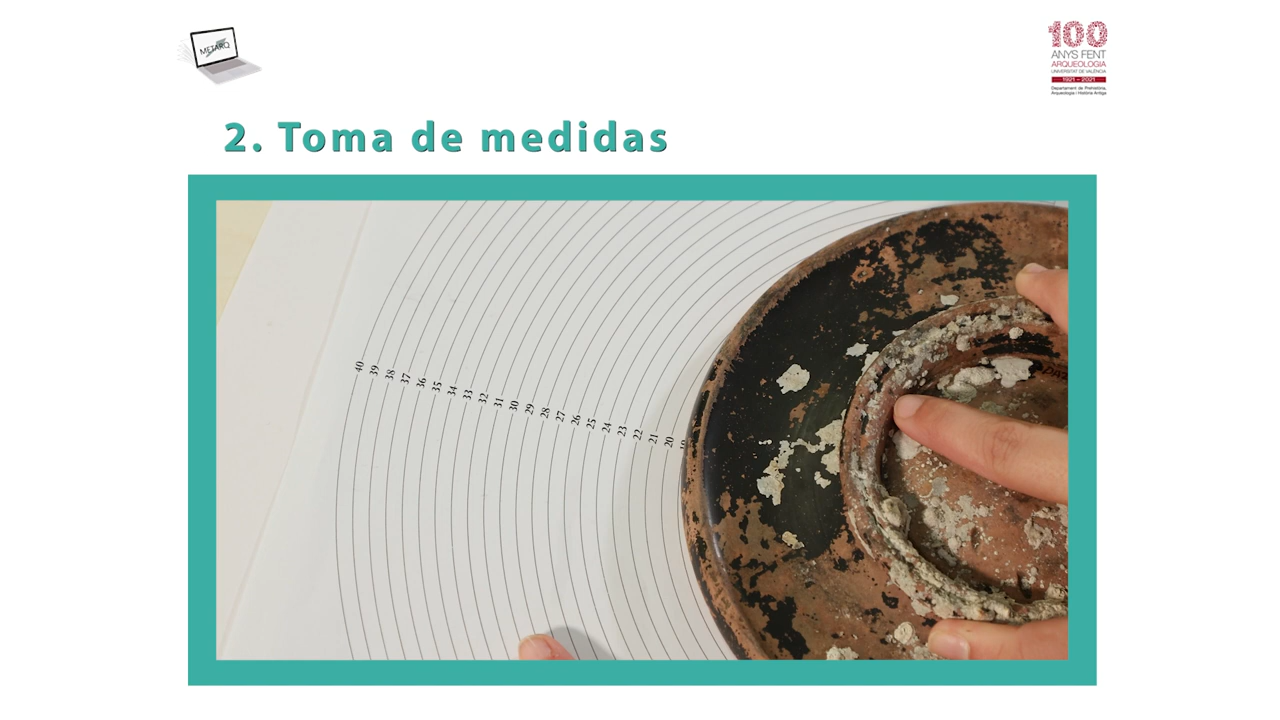 METARQ
100
ANYS FENT
ARQUEOLOGIA
UNIVERSITAT DE VALÈNCIA
1921 – 2021
Departament de Prehistòria,
Arqueologia i Història Antiga
2. Toma de medidas
40 39 38 37 36 35 34 33 32 31 30 29 28 27 26 25 24 23 22 21 20